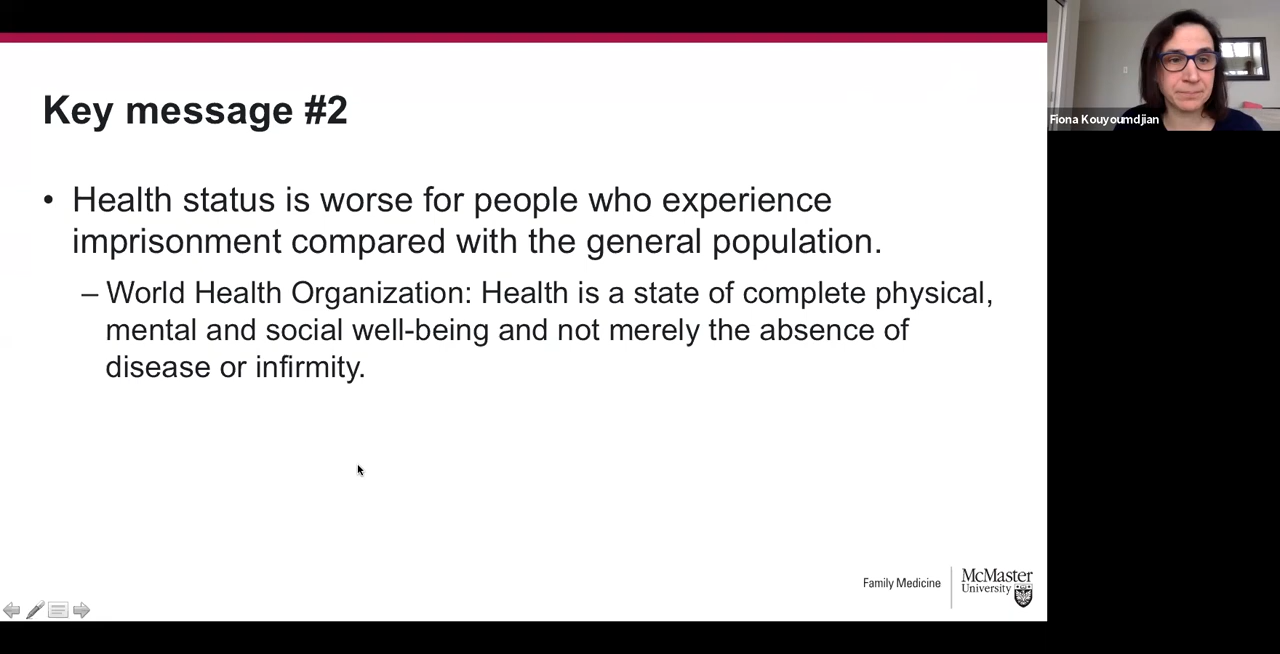 Key message #2
• Health status is worse for people who experience
imprisonment compared with the general population.
– World Health Organization: Health is a state of complete physical,
mental and social well-being and not merely the absence of
disease or infirmity.
Fiona Kouyoumdjian
Family Medicine
McMaster
University